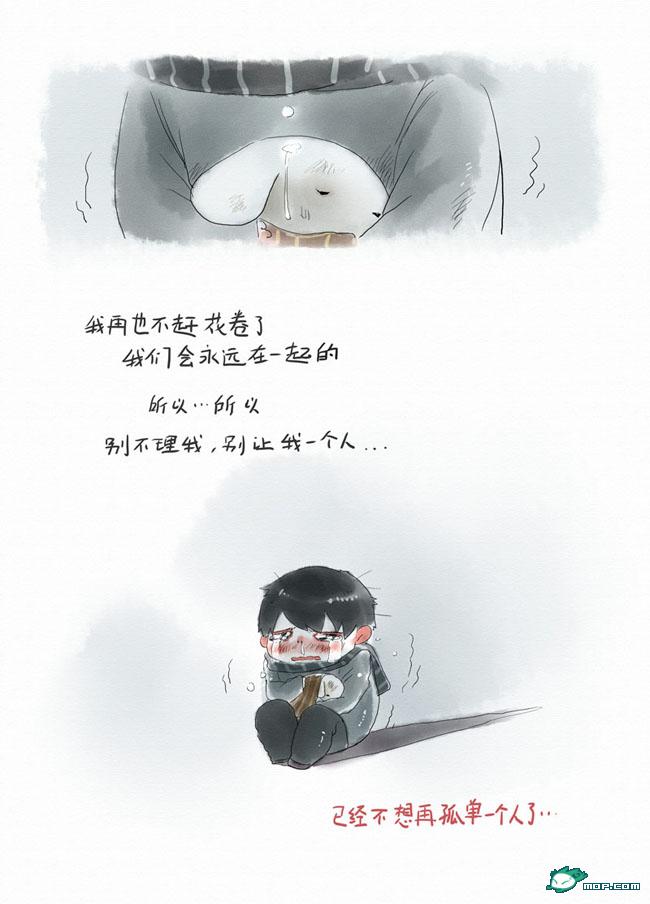 我再也不赶花卷了
我们会永远在一起的
所以…所以
别不理我，别让我一个人...
已经不想再孤单一个人了…
MOP.COM